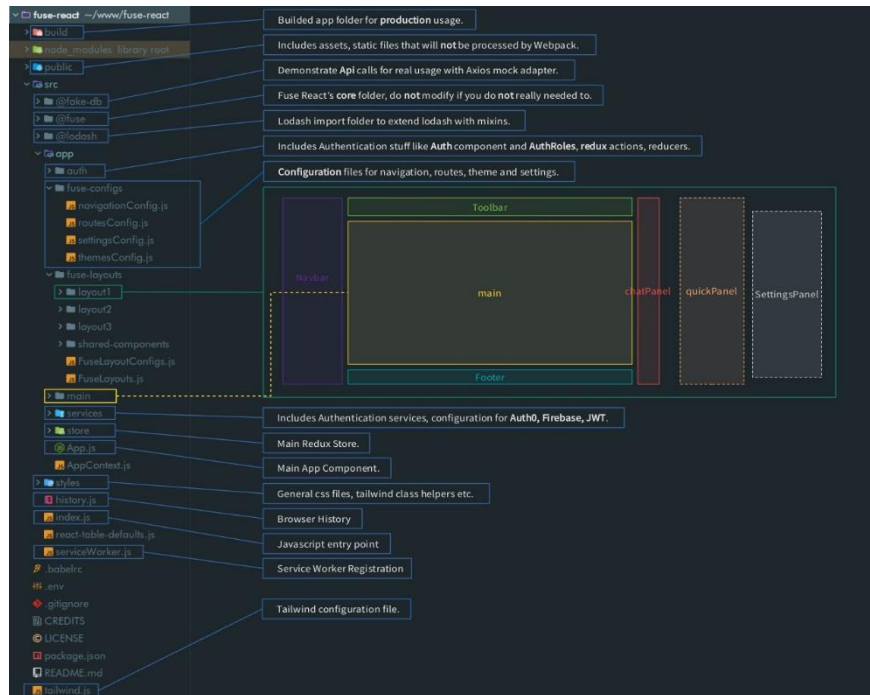 fuse-react ~/www/fuse-react
build
node_modules library root
public
src
@fake-db
@fuse
@lodash
app
auth
fuse-configs
navigationConfig.js
routesConfig.js
settingsConfig.js
themesConfig.js
fuse-layouts
layout1
layout2
layout3
shared-components
FuseLayoutConfigs.js
FuseLayouts.js
main
services
store
App.js
AppContext.js
styles
history.js
index.js
react-table-defaults.js
serviceWorker.js
.babelrc
.env
.gitignore
CREDITS
LICENSE
package.json
README.md
tailwind.js
Builded app folder for production usage.
Includes assets, static files that will not be processed by Webpack.
Demonstrate Api calls for real usage with Axios mock adapter.
Fuse React's core folder, do not modify if you do not really needed to.
Lodash import folder to extend lodash with mixins.
Includes Authentication stuff like Auth component and AuthRoles, redux actions, reducers.
Configuration files for navigation, routes, theme and settings.
Toolbar
Navbar
main
chatPanel
quickPanel
SettingsPanel
Footer
Includes Authentication services, configuration for Auth0, Firebase, JWT.
Main Redux Store.
Main App Component.
General css files, tailwind class helpers etc.
Browser History
Javascript entry point
Service Worker Registration
Tailwind configuration file.